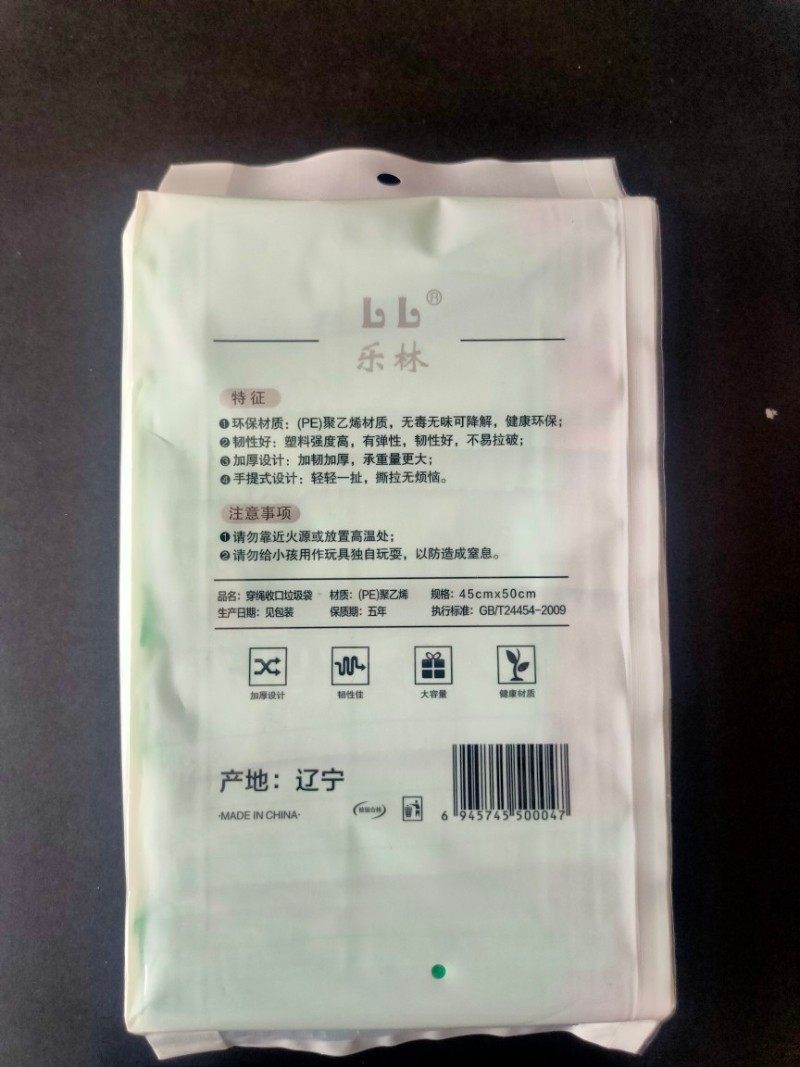 LL®
乐林
特征
❶环保材质：(PE)聚乙烯材质，无毒无味可降解，健康环保；
❷韧性好：塑料强度高，有弹性，韧性好，不易拉破；
❸加厚设计：加韧加厚，承重量更大；
❹手提式设计：轻轻一扯，撕拉无烦恼。
注意事项
❶请勿靠近火源或放置高温处；
❷请勿给小孩用作玩具独自玩耍，以防造成窒息。
品名：穿绳收口垃圾袋 材质：(PE)聚乙烯 规格：45cmx50cm
生产日期：见包装 保质期：五年 执行标准：GB/T24454-2009
加厚设计 韧性佳 大容量 健康材质
产地：辽宁
·MADE IN CHINA·
6 945745 500047